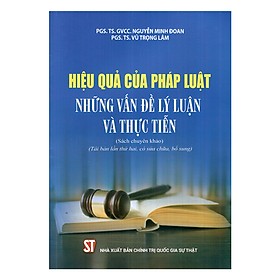 PGS. TS. GVCC. NGUYỄN MINH ĐOAN
PGS. TS. VŨ TRỌNG LÂM
HIỆU QUẢ CỦA PHÁP LUẬT
NHỮNG VẤN ĐỀ LÝ LUẬN
VÀ THỰC TIỄN
(Sách chuyên khảo)
(Tái bản lần thứ hai, có sửa chữa, bổ sung)
ST
NHÀ XUẤT BẢN CHÍNH TRỊ QUỐC GIA SỰ THẬT